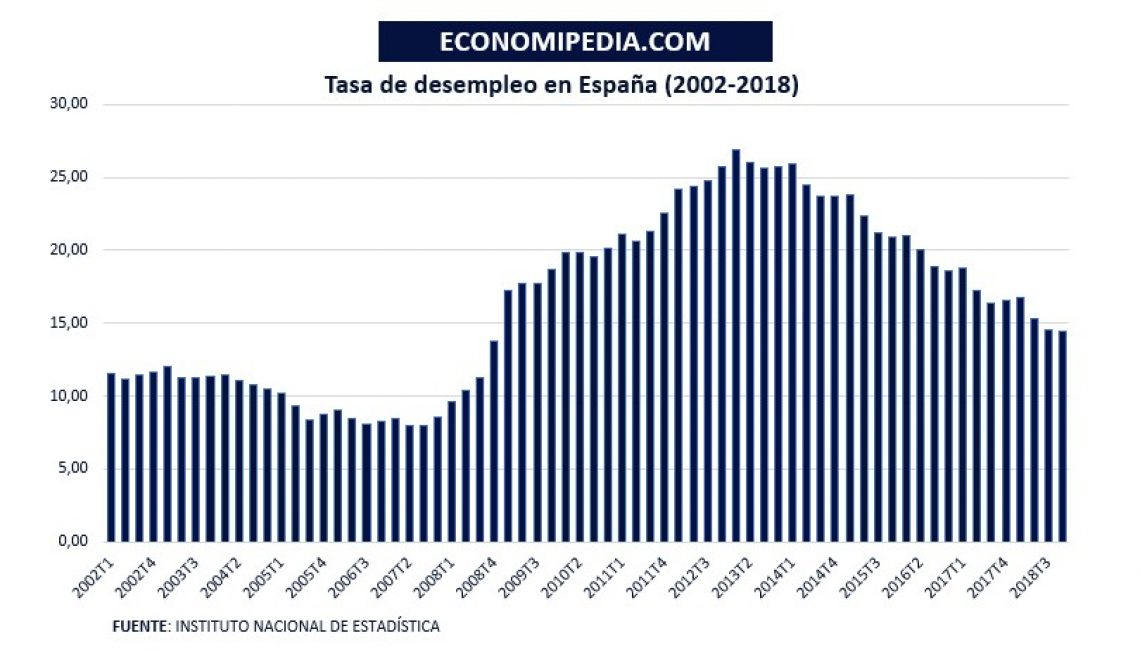 ECONOMIPEDIA.COM
Tasa de desempleo en España (2002-2018)
30,00
25,00
20,00
15,00
10,00
5,00
0,00
2002T1
2002T4
2003T3
2004T2
2005T1
2005T4
2006T3
2007T2
2008T1
2008T4
2009T3
2010T2
2011T1
2011T4
2012T3
2013T2
2014T1
2014T4
2015T3
2016T2
2017T1
2017T4
2018T3
FUENTE: INSTITUTO NACIONAL DE ESTADÍSTICA